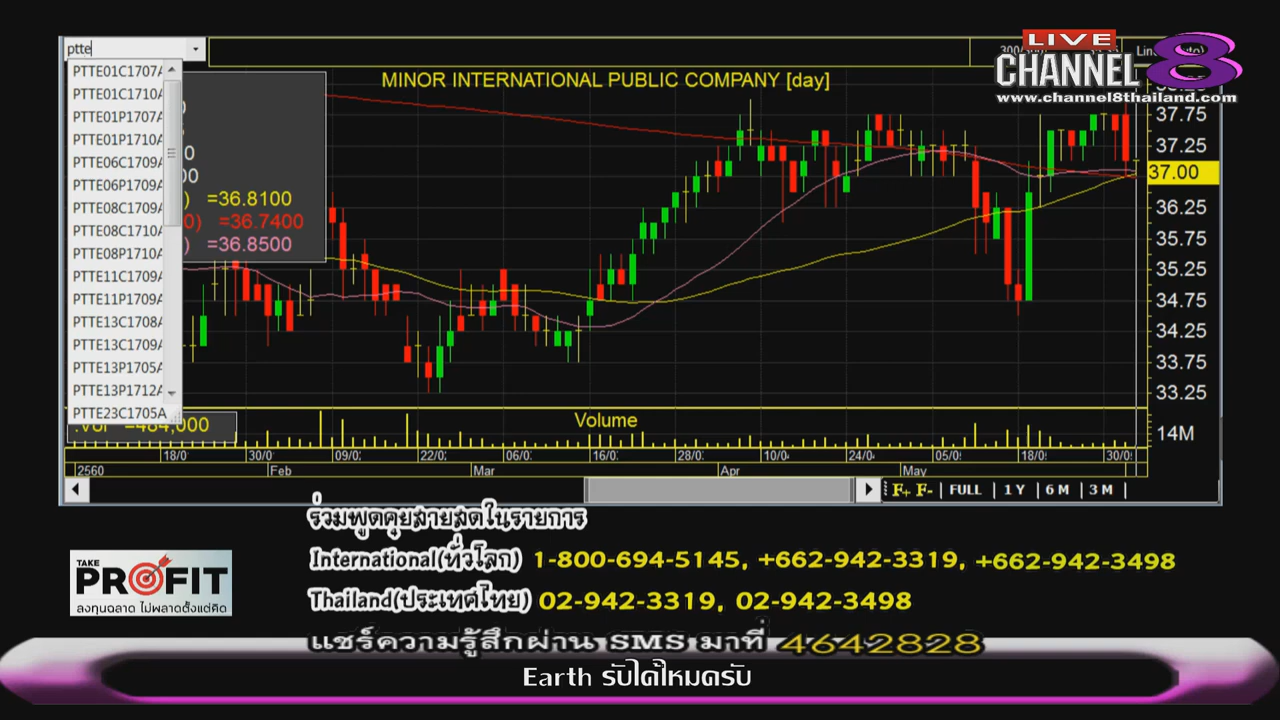 ptte
PTTE01C1707A
PTTE01C1710A
PTTE01P1707A
PTTE01P1710A
PTTE06C1709A
PTTE06P1709A
PTTE08C1709A
PTTE08C1710A
PTTE08P1710A
PTTE11C1709A
PTTE11P1709A
PTTE13C1708A
PTTE13C1709A
PTTE13P1705A
PTTE13P1712A
PTTE23C1705A
MINOR INTERNATIONAL PUBLIC COMPANY [day]
LIVE
CHANNEL 8
www.channel8thailand.com
=36.8100
=36.7400
=36.8500
37.75
37.25
37.00
36.25
35.75
35.25
34.75
34.25
33.75
33.25
=484,000
Volume
14M
18/0 30/0 09/0 22/0 06/0 16/0 28/0 10/0 24/0 05/0 18/0 30/0
2560 Feb Mar Apr May
F+ F- | FULL | 1 Y | 6 M | 3 M |
ร่วมพูดคุยสายสดในรายการ
International(ทั่วโลก) 1-800-694-5145, +662-942-3319, +662-942-3498
Thailand(ประเทศไทย) 02-942-3319, 02-942-3498
แชร์ความรู้สึกผ่าน SMS มาที่ 4642828
TAKE
PROFIT
ลงทุนฉลาด ไม่พลาดตั้งแต่คิด
Earth รับได้ไหมครับ